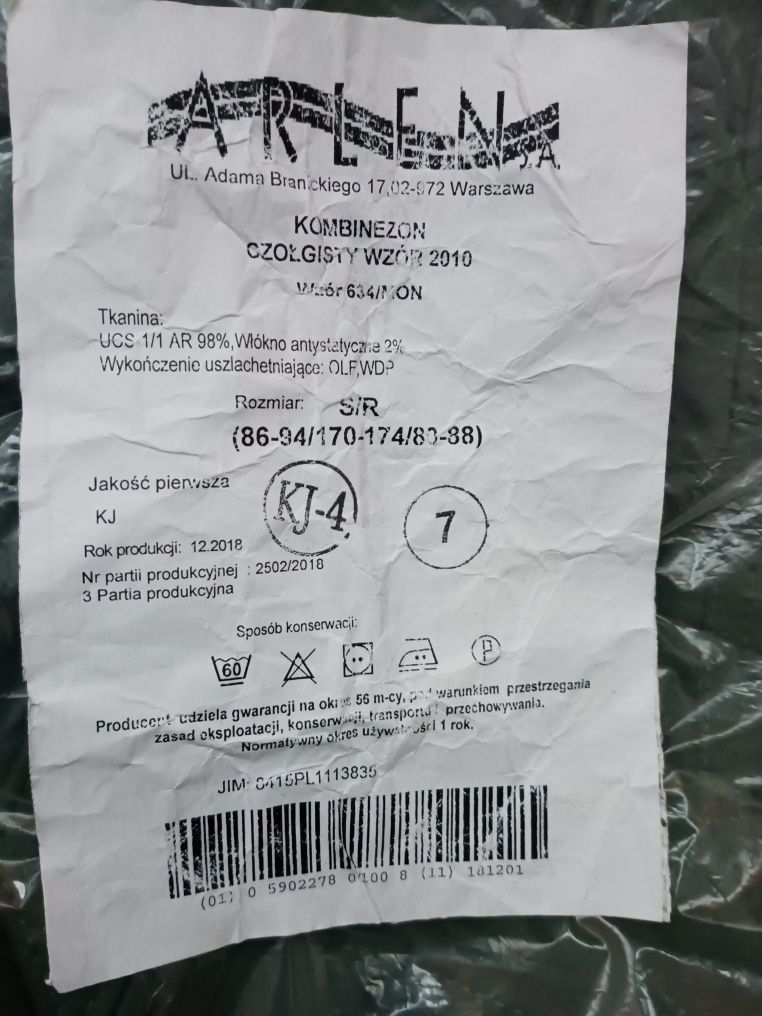 ARLEN S.A.
UL. Adama Branickiego 17,02-972 Warszawa
KOMBINEZON
CZOŁGISTY WZÓR 2010
Wzór 634/MON
Tkanina:
UCS 1/1 AR 98%,Włókno antystatyczne 2%
Wykończenie uszlachetniające: OLF,WDP
Rozmiar: S/R
(86-94/170-174/80-88)
Jakość pierwsza
KJ
KJ-4
7
Rok produkcji: 12.2018
Nr partii produkcyjnej : 2502/2018
3 Partia produkcyjna
Sposób konserwacji:
60
P
Producent udziela gwarancji na okres 56 m-cy, pod warunkiem przestrzegania
zasad eksploatacji, konserwacji, transportu i przechowywania.
Normatywny okres używalności 1 rok.
JIM: 8415PL1113835
(01) 0 5902278 0100 8 (11) 181201